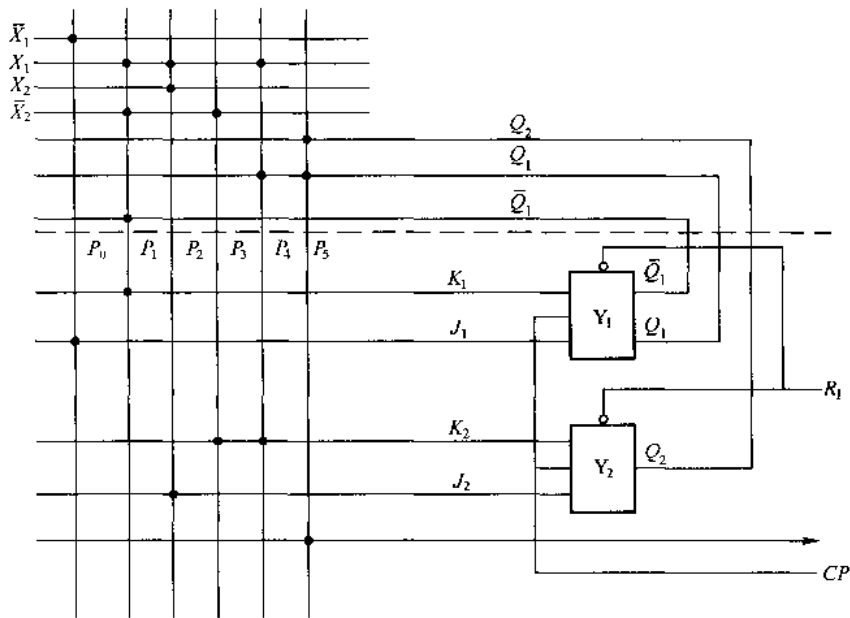 X̄₁
X₁
X₂
X̄₂
Q₂
Q₁
Q̄₁
P₀ P₁ P₂ P₃ P₄ P₅
K₁
Q̄₁
Y₁
J₁
Q₁
R₁
K₂
Q₂
Y₂
J₂
CP